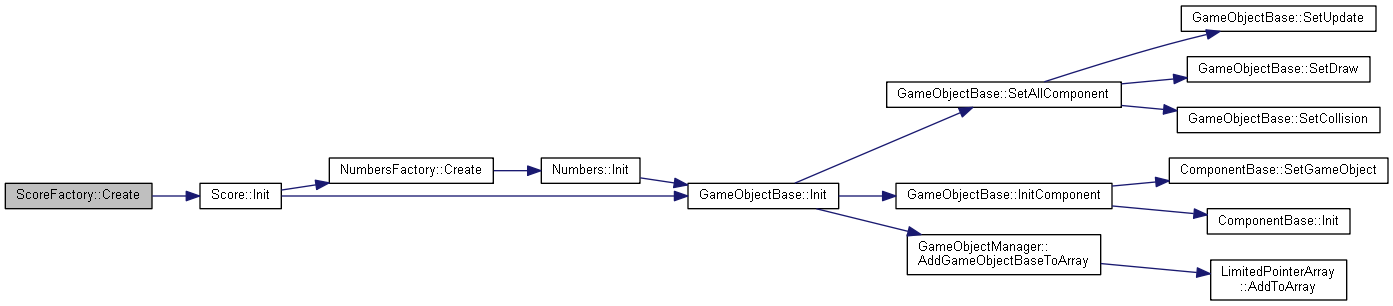 ScoreFactory::Create
Score::Init
NumbersFactory::Create
Numbers::Init
GameObjectBase::Init
GameObjectBase::SetAllComponent
GameObjectBase::SetUpdate
GameObjectBase::SetDraw
GameObjectBase::SetCollision
GameObjectBase::InitComponent
ComponentBase::SetGameObject
ComponentBase::Init
GameObjectManager::
AddGameObjectBaseToArray
LimitedPointerArray
::AddToArray